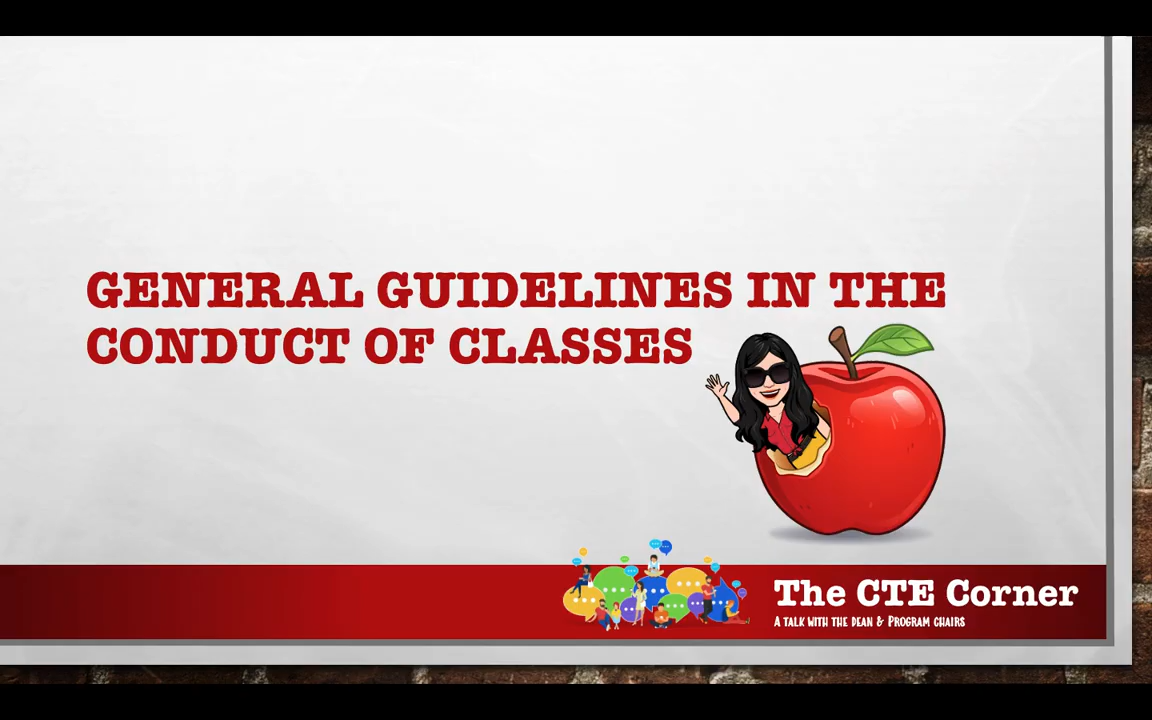 GENERAL GUIDELINES IN THE
CONDUCT OF CLASSES
The CTE Corner
A TALK WITH THE DEAN & PROGRAM CHAIRS